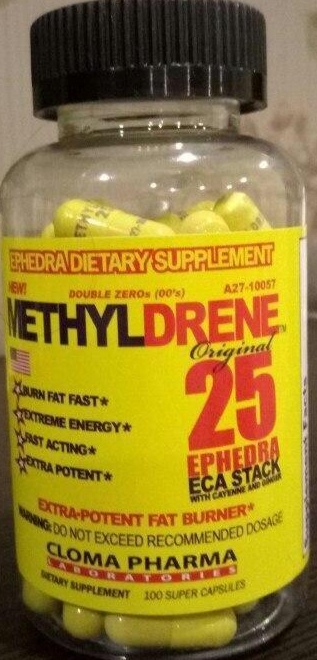 EPHEDRA DIETARY SUPPLEMENT
NEW!
DOUBLE ZEROs (00's) A27-10057
METHYLDRENE™
Original
25
BURN FAT FAST*
EXTREME ENERGY*
FAST ACTING*
EXTRA POTENT*
EPHEDRA
ECA STACK
WITH CAYENNE AND GINGER
EXTRA-POTENT FAT BURNER*
WARNING: DO NOT EXCEED RECOMMENDED DOSAGE
CLOMA PHARMA
LABORATORIES
DIETARY SUPPLEMENT 100 SUPER CAPSULES